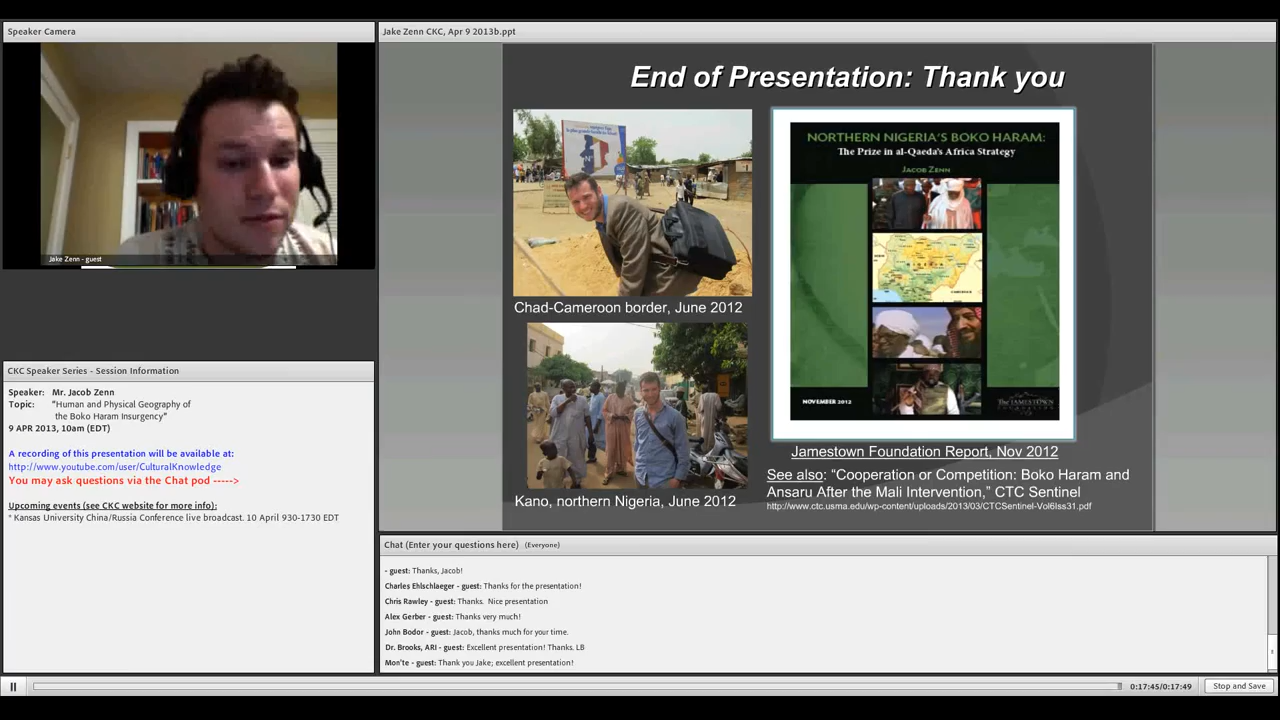 Speaker Camera
Jake Zenn - guest
CKC Speaker Series - Session Information
Speaker: Mr. Jacob Zenn
Topic: "Human and Physical Geography of
the Boko Haram Insurgency"
9 APR 2013, 10am (EDT)
A recording of this presentation will be available at:
http://www.youtube.com/user/CulturalKnowledge
You may ask questions via the Chat pod ----->
Upcoming events (see CKC website for more info):
* Kansas University China/Russia Conference live broadcast. 10 April 930-1730 EDT
Jake Zenn CKC, Apr 9 2013b.ppt
End of Presentation: Thank you
Chad-Cameroon border, June 2012
Kano, northern Nigeria, June 2012
NORTHERN NIGERIA'S BOKO HARAM:
The Prize in al-Qaeda's Africa Strategy
JACOB ZENN
NOVEMBER 2012
THE JAMESTOWN
FOUNDATION
Jamestown Foundation Report, Nov 2012
See also: “Cooperation or Competition: Boko Haram and
Ansaru After the Mali Intervention,” CTC Sentinel
http://www.ctc.usma.edu/wp-content/uploads/2013/03/CTCSentinel-Vol6Iss31.pdf
Chat (Enter your questions here) (Everyone)
- guest: Thanks, Jacob!
Charles Ehlschlaeger - guest: Thanks for the presentation!
Chris Rawley - guest: Thanks. Nice presentation
Alex Gerber - guest: Thanks very much!
John Bodor - guest: Jacob, thanks much for your time.
Dr. Brooks, ARI - guest: Excellent presentation! Thanks. LB
Mon'te - guest: Thank you Jake; excellent presentation!
0:17:45/0:17:49
Stop and Save